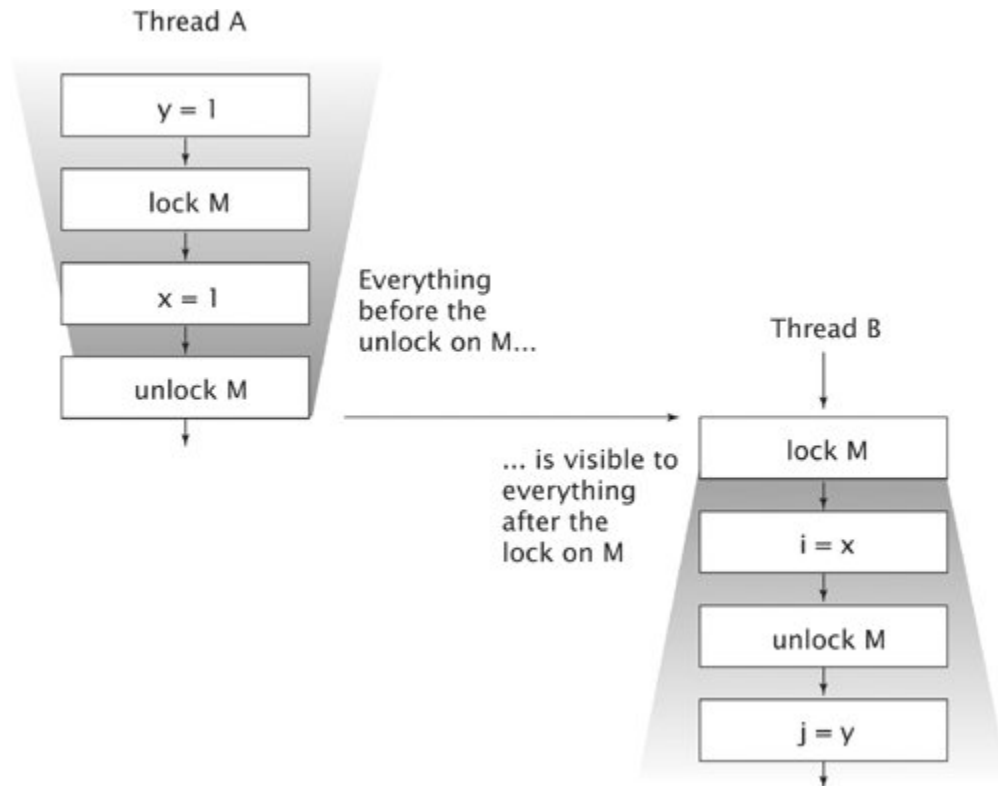 Thread A
y = 1
lock M
x = 1
Everything
before the
unlock on M...
unlock M
Thread B
lock M
... is visible to
everything
after the
lock on M
i = x
unlock M
j = y